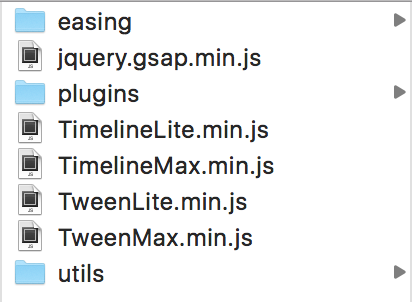 easing
jquery.gsap.min.js
plugins
TimelineLite.min.js
TimelineMax.min.js
TweenLite.min.js
TweenMax.min.js
utils